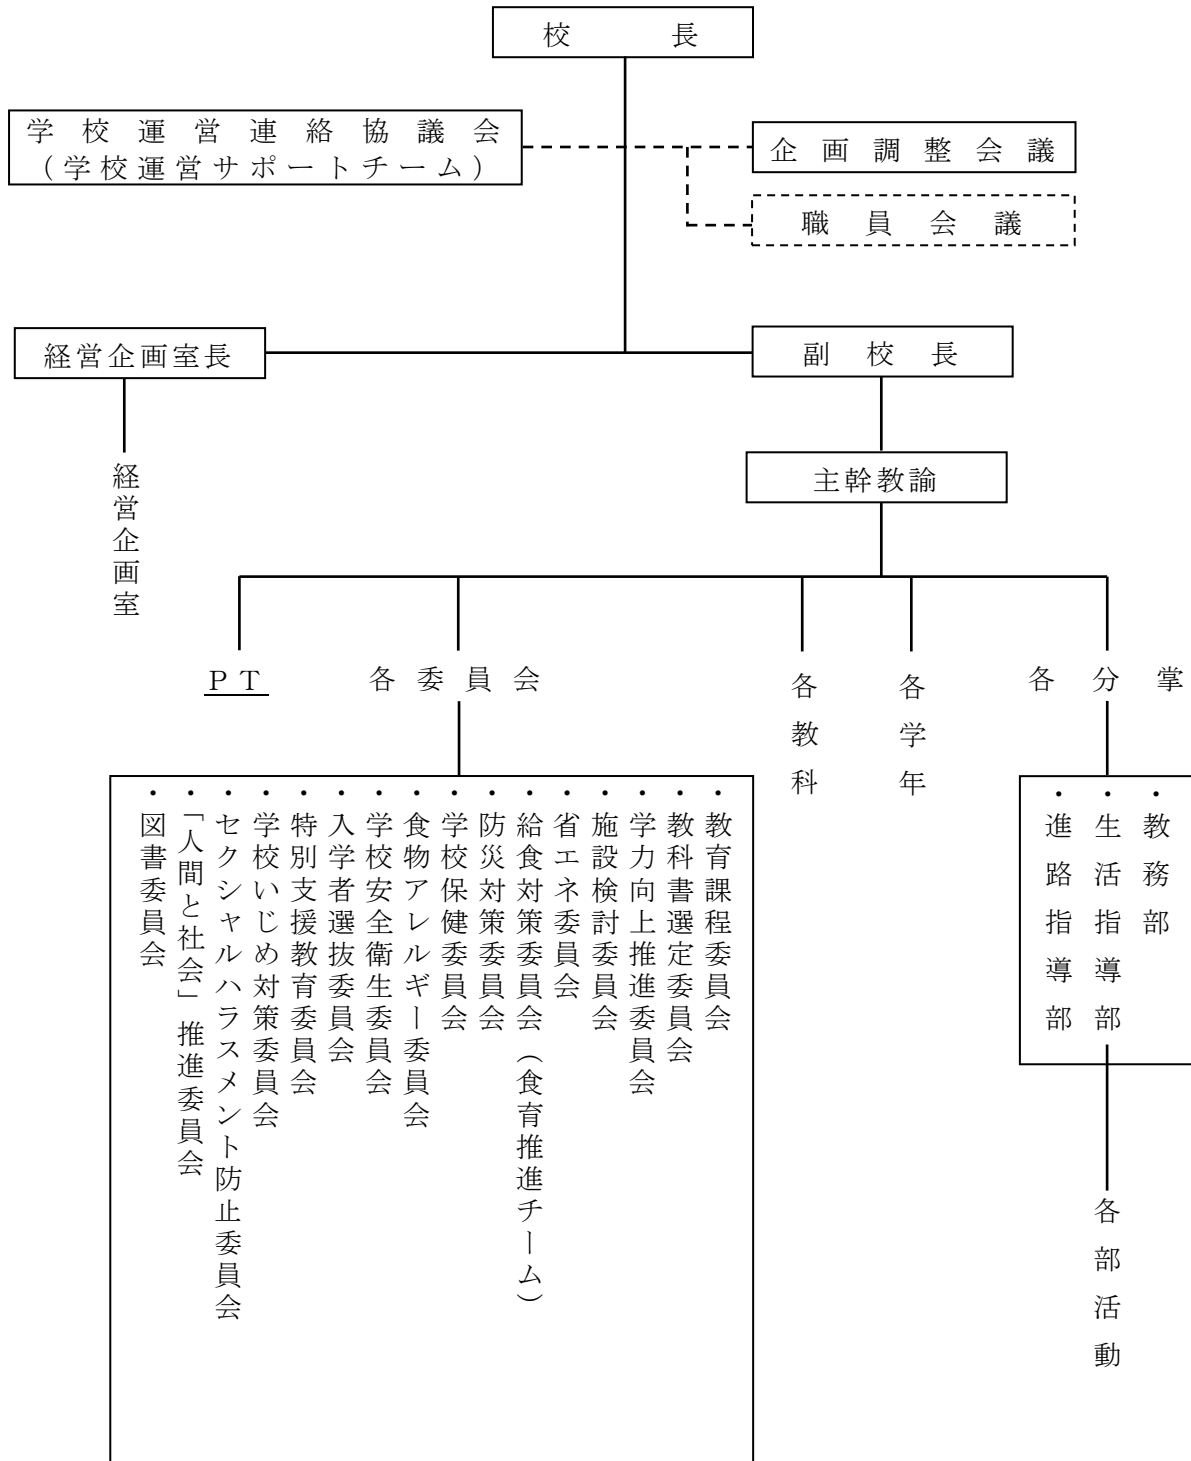 校長
学校運営連絡協議会
（学校運営サポートチーム）
企画調整会議
職員会議
経営企画室長
副校長
経営企画室
主幹教諭
ＰＴ
各委員会
各教科
各学年
各分掌
・教育課程委員会
・教科書選定委員会
・学力向上推進委員会
・施設検討委員会
・省エネ委員会
・給食対策委員会（食育推進チーム）
・防災対策委員会
・学校保健委員会
・食物アレルギー委員会
・学校安全衛生委員会
・入学者選抜委員会
・特別支援教育委員会
・学校いじめ対策委員会
・セクシャルハラスメント防止委員会
・「人間と社会」推進委員会
・図書委員会
・教務部
・生活指導部
・進路指導部
各部活動